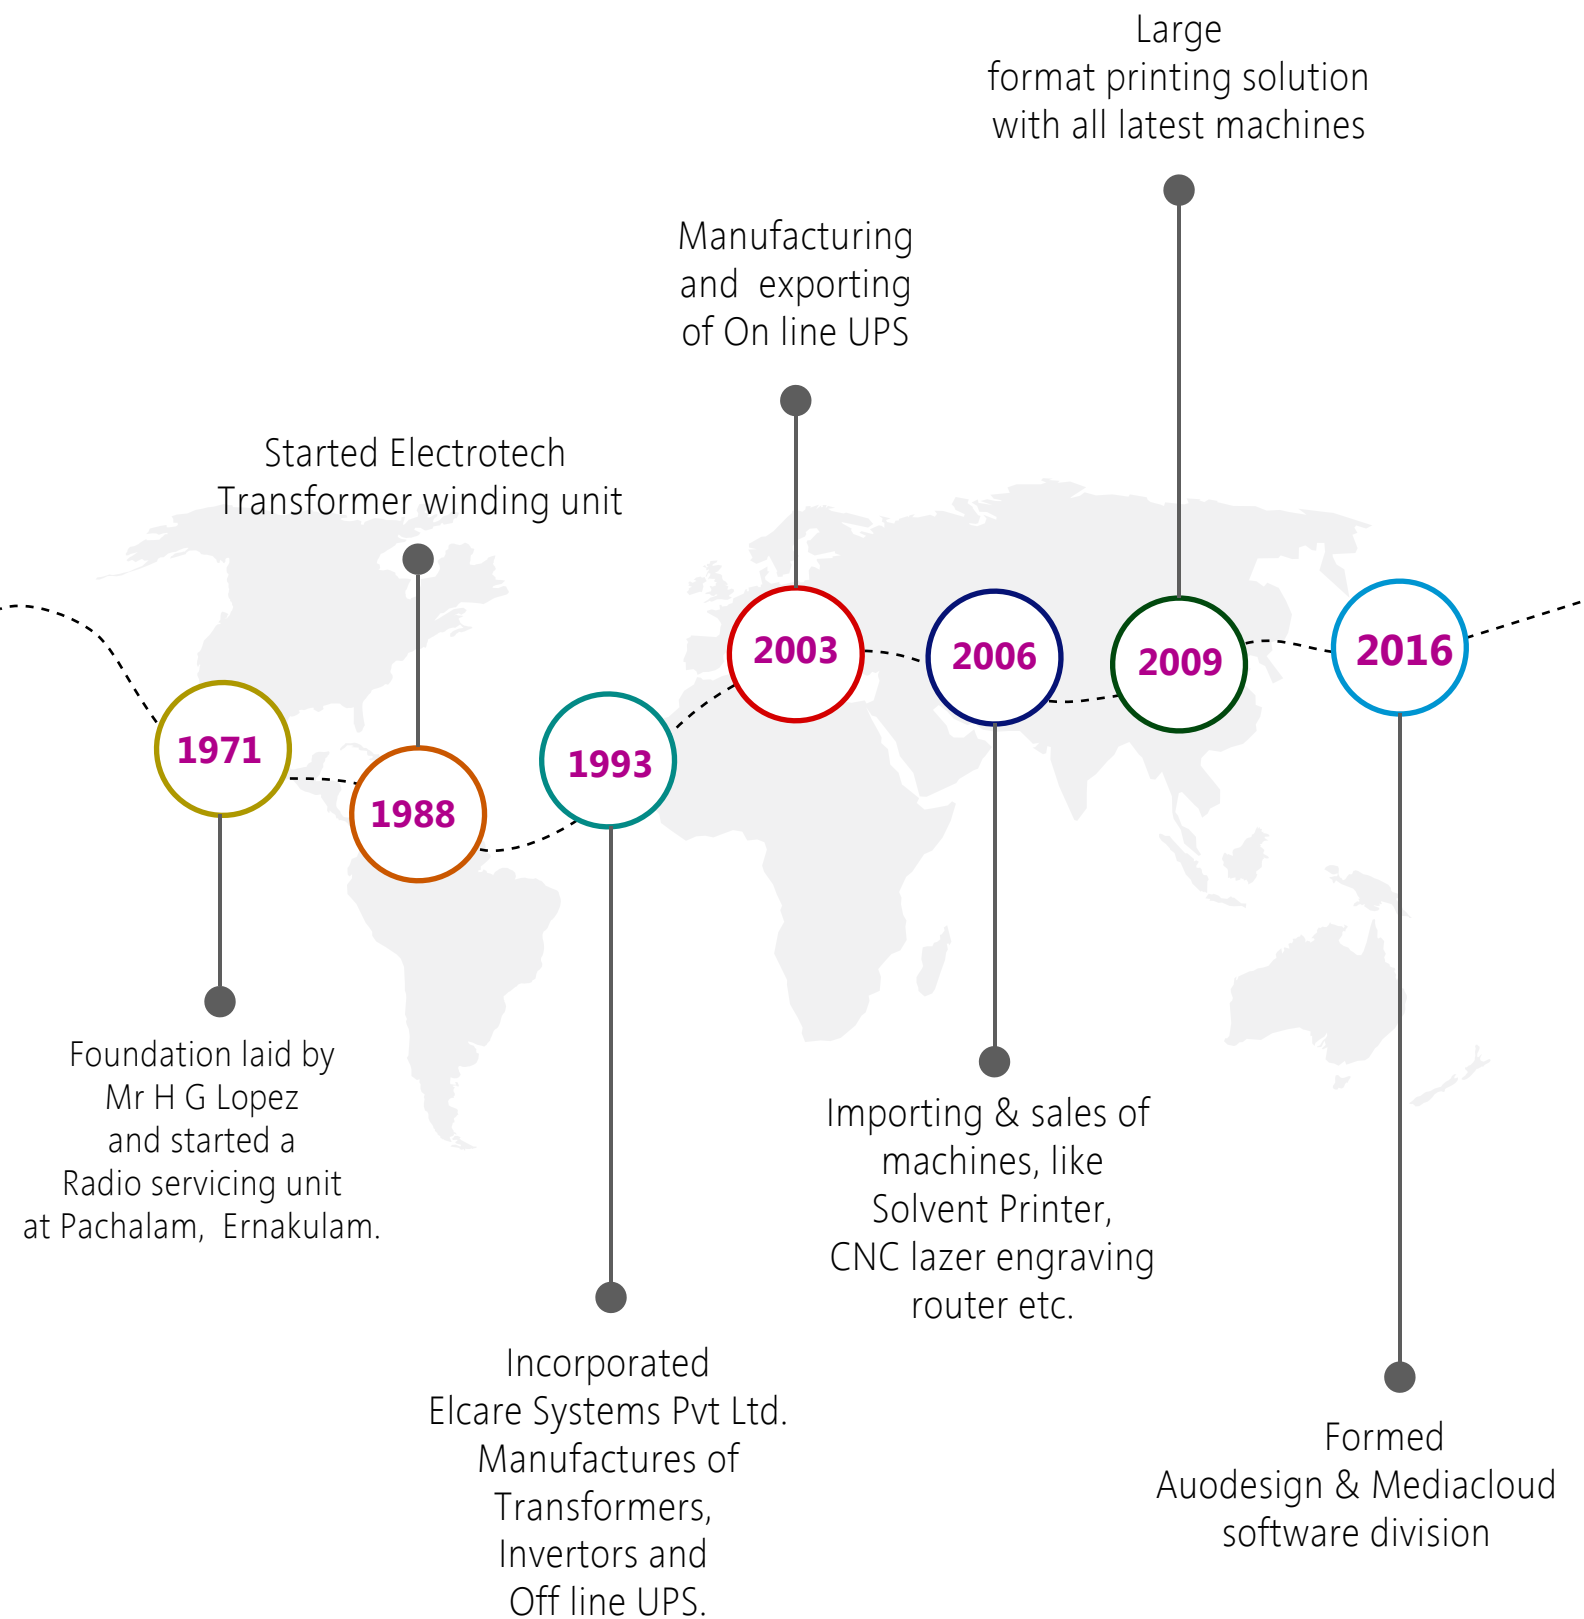 1971
Foundation laid by
Mr H G Lopez
and started a
Radio servicing unit
at Pachalam, Ernakulam.
Started Electrotech
Transformer winding unit
1988
1993
Incorporated
Elcare Systems Pvt Ltd.
Manufactures of
Transformers,
Invertors and
Off line UPS.
Manufacturing
and exporting
of On line UPS
2003
2006
Importing & sales of
machines, like
Solvent Printer,
CNC lazer engraving
router etc.
Large
format printing solution
with all latest machines
2009
2016
Formed
Auodesign & Mediacloud
software division